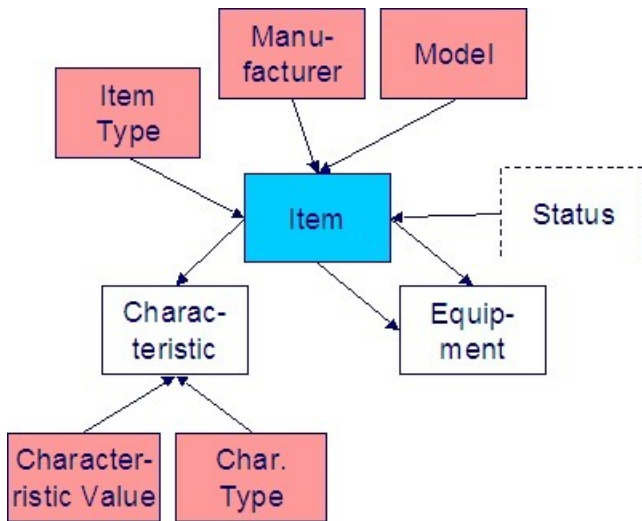 Manu-
facturer
Model
Item
Type
Item
Status
Charac-
teristic
Equip-
ment
Character-
ristic Value
Char.
Type